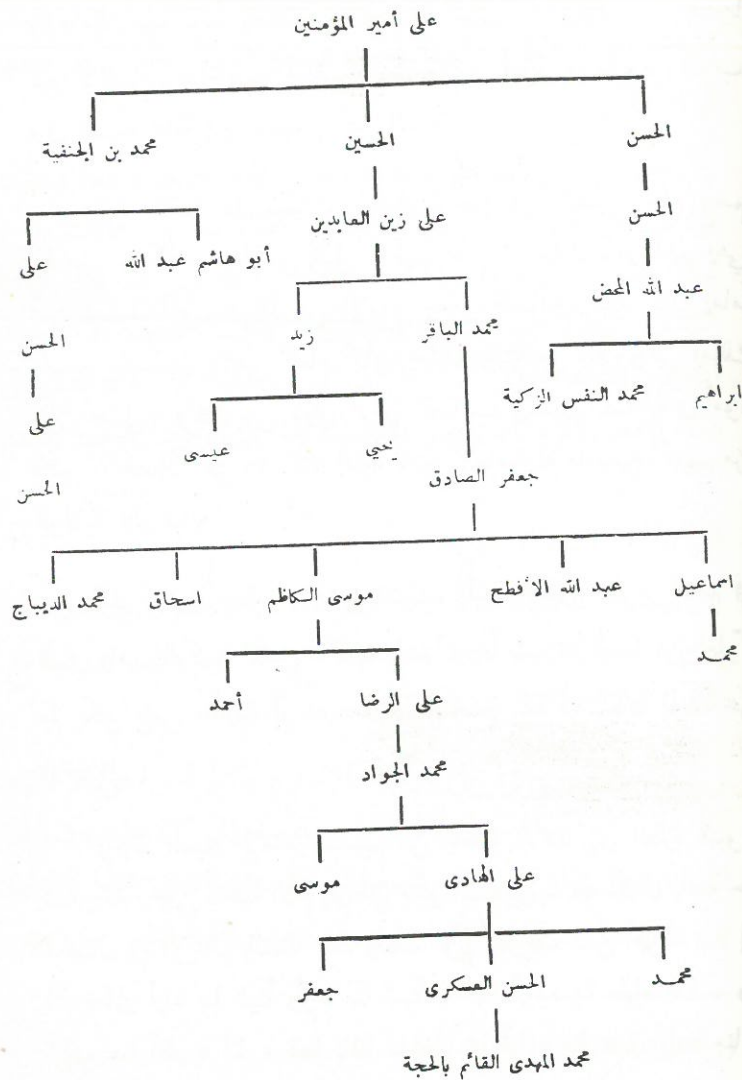 على أمير المؤمنين
الحسن
الحسين
محمد بن الحنفية
الحسن
على زين العابدين
أبو هاشم عبد الله
على
عبد الله المحض
محمد الباقر
زيد
الحسن
ابراهيم
محمد النفس الزكية
يحيى
عيسى
على
جعفر الصادق
الحسن
اسماعيل
عبد الله الأفطح
موسى الكاظم
اسحاق
محمد الديباج
محمد
على الرضا
أحمد
محمد الجواد
على الهادى
موسى
محمد
الحسن العسكرى
جعفر
محمد المهدى القائم بالحجة